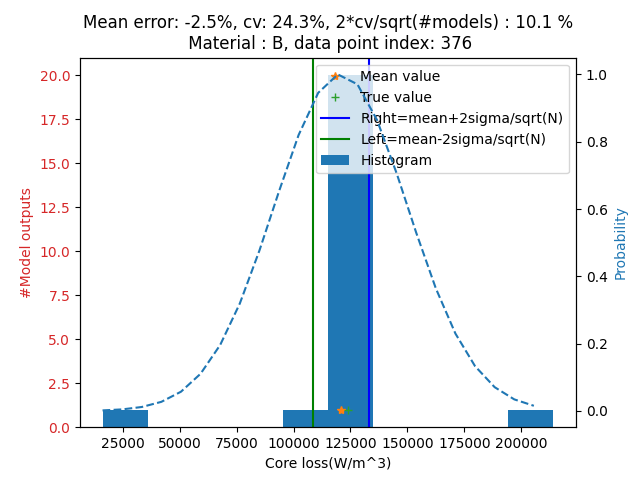 Mean error: -2.5%, cv: 24.3%, 2*cv/sqrt(#models) : 10.1 %
Material : B, data point index: 376
20.0
17.5
15.0
12.5
10.0
7.5
5.0
2.5
0.0
#Model outputs
Mean value
True value
Right=mean+2sigma/sqrt(N)
Left=mean-2sigma/sqrt(N)
Histogram
1.0
0.8
0.6
0.4
0.2
0.0
Probability
25000 50000 75000 100000 125000 150000 175000 200000
Core loss(W/m^3)